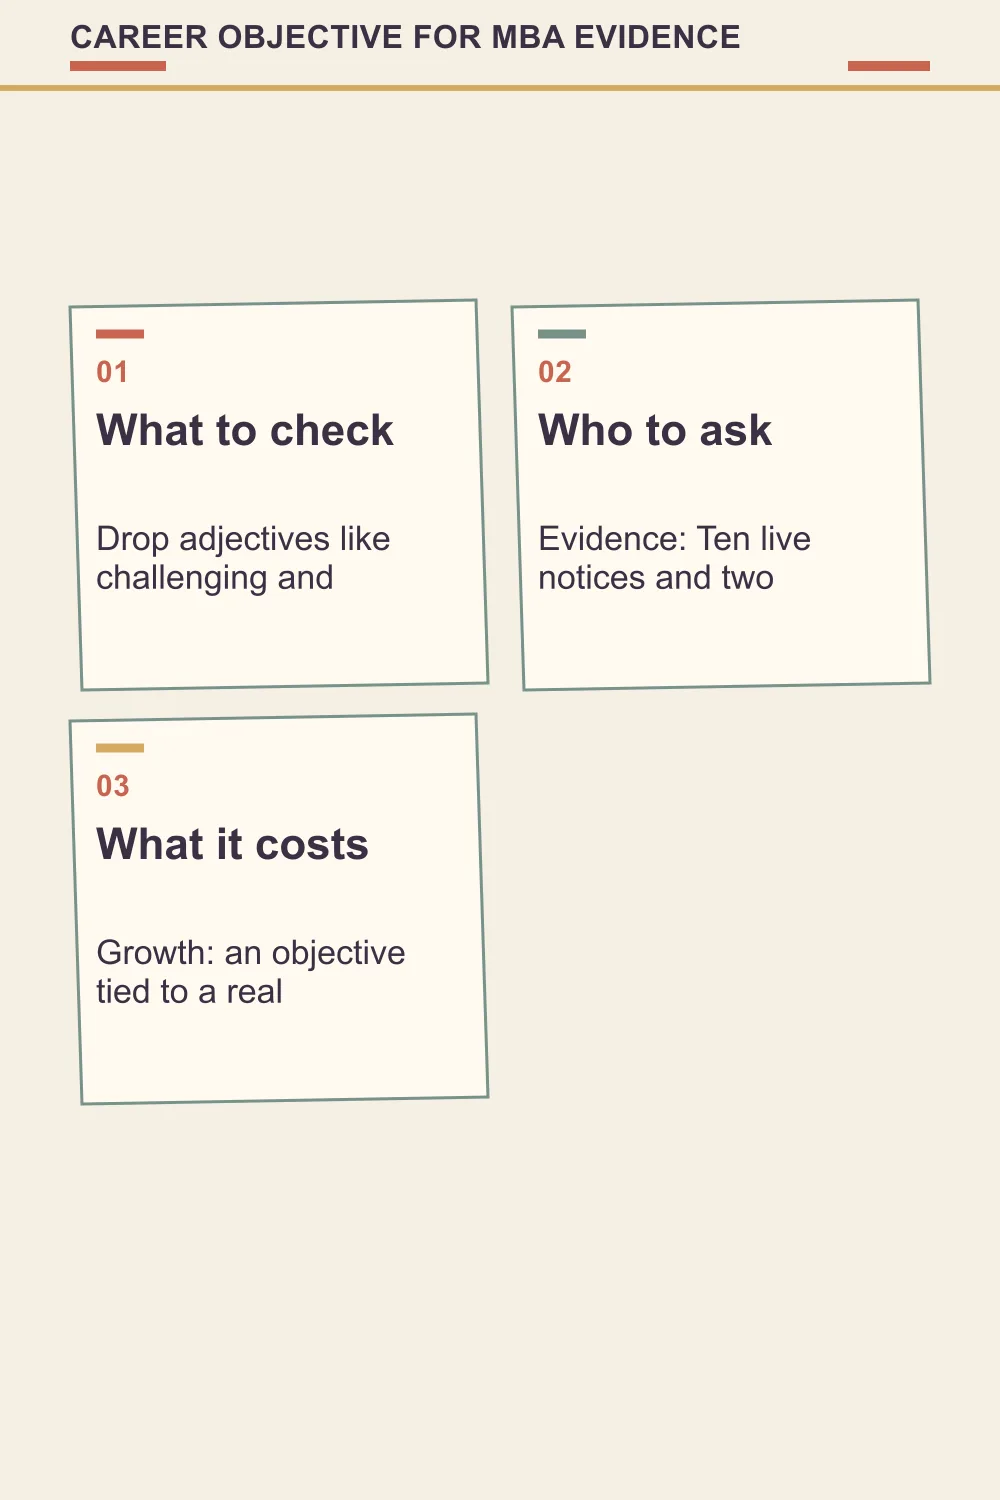 CAREER OBJECTIVE FOR MBA EVIDENCE
01
What to check
Drop adjectives like
challenging and
02
Who to ask
Evidence: Ten live
notices and two
03
What it costs
Growth: an objective
tied to a real